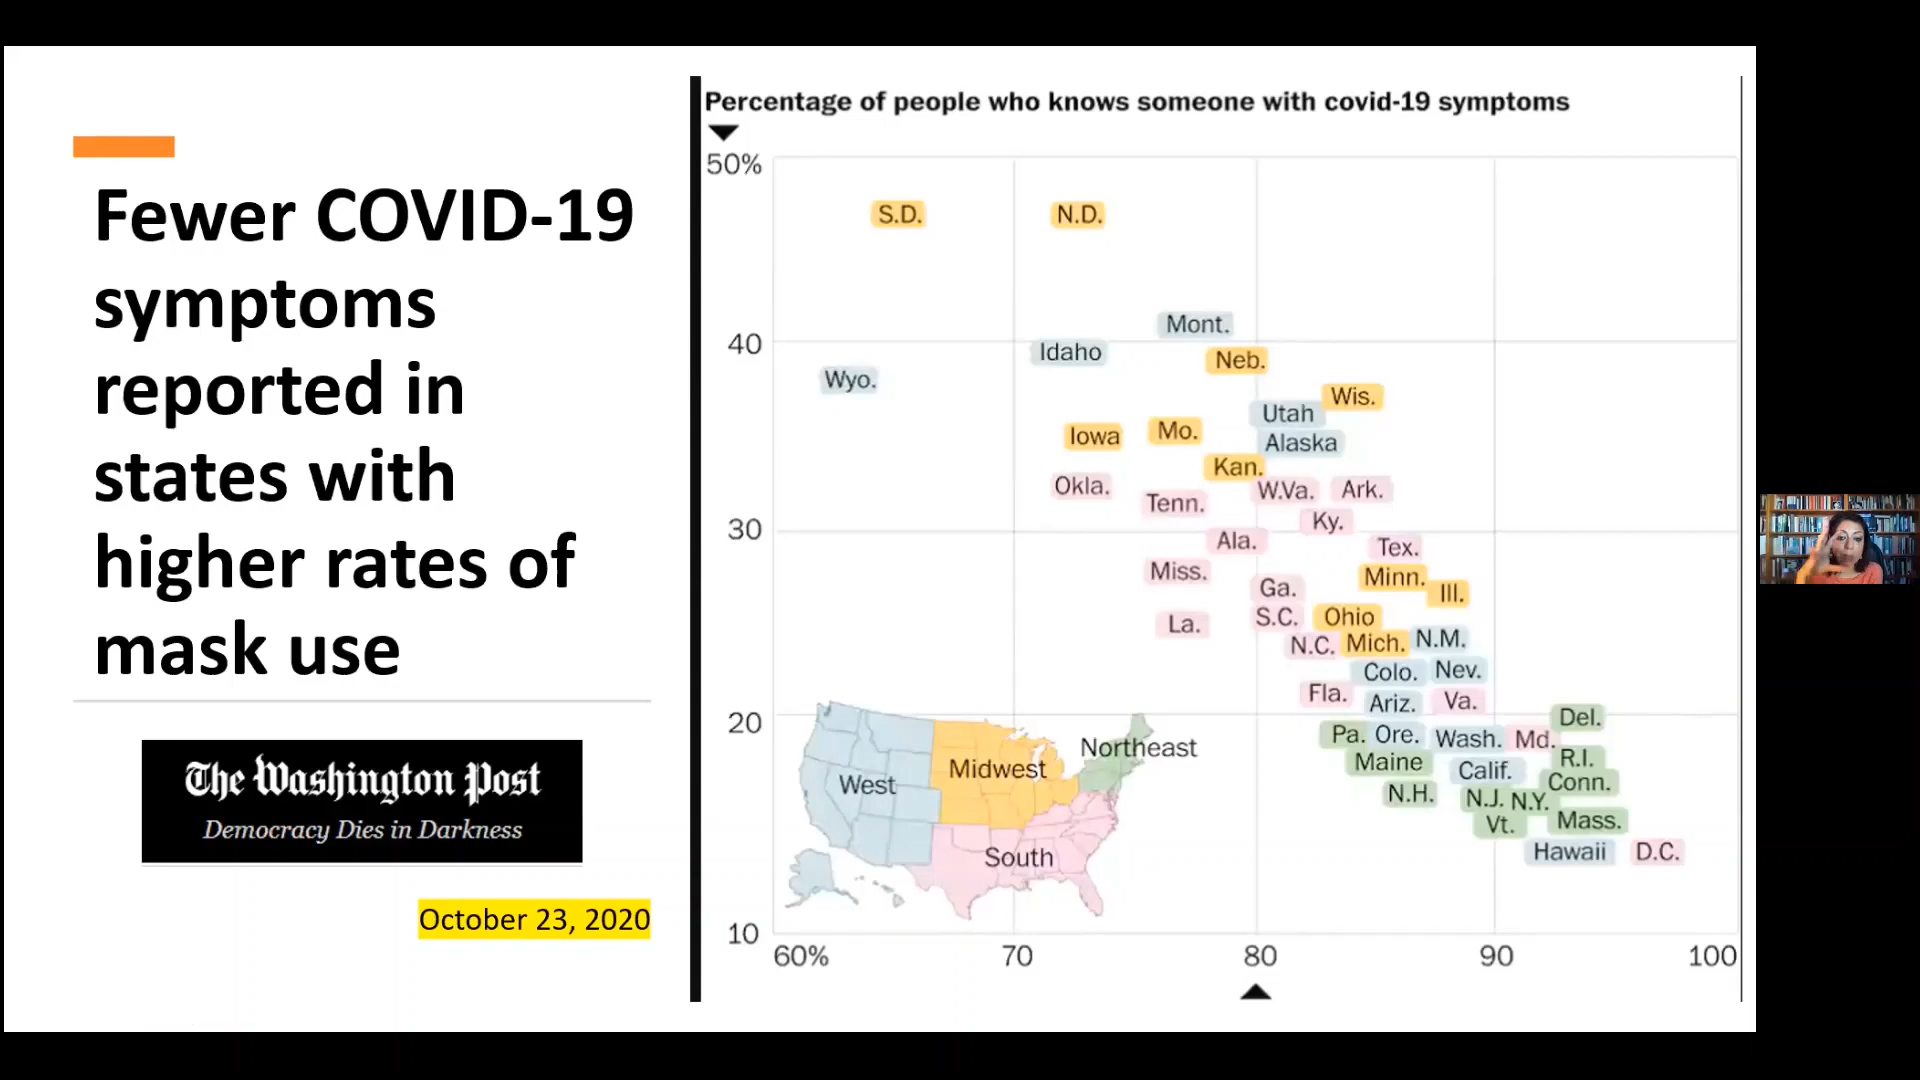 Fewer COVID-19
symptoms
reported in
states with
higher rates of
mask use
The Washington Post
Democracy Dies in Darkness
October 23, 2020
Percentage of people who knows someone with covid-19 symptoms
50%
S.D.
N.D.
Mont.
40
Idaho
Neb.
Wyo.
Wis.
Utah
Iowa
Mo.
Alaska
Kan.
Okla.
W.Va.
Ark.
Tenn.
Ky.
30
Ala.
Tex.
Miss.
Minn.
Ga.
Ill.
La.
S.C.
Ohio
N.C.
Mich.
N.M.
Colo.
Nev.
Fla.
Ariz.
Va.
20
Del.
Pa.
Ore.
Wash.
Md.
Maine
Calif.
R.I.
Conn.
N.H.
N.J.
N.Y.
Vt.
Mass.
Hawaii
D.C.
Northeast
Midwest
West
South
10
60%
70
80
90
100